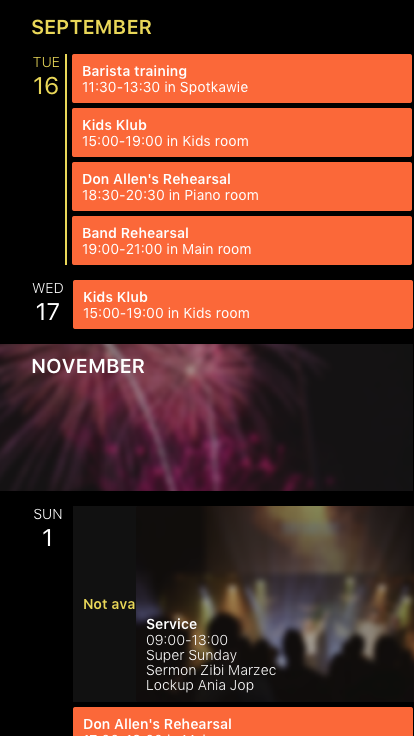 SEPTEMBER
TUE
16
Barista training
11:30-13:30 in Spotkawie
Kids Klub
15:00-19:00 in Kids room
Don Allen's Rehearsal
18:30-20:30 in Piano room
Band Rehearsal
19:00-21:00 in Main room
WED
17
Kids Klub
15:00-19:00 in Kids room
NOVEMBER
SUN
1
Not ava
Service
09:00-13:00
Super Sunday
Sermon Zibi Marzec
Lockup Ania Jop
Don Allen's Rehearsal